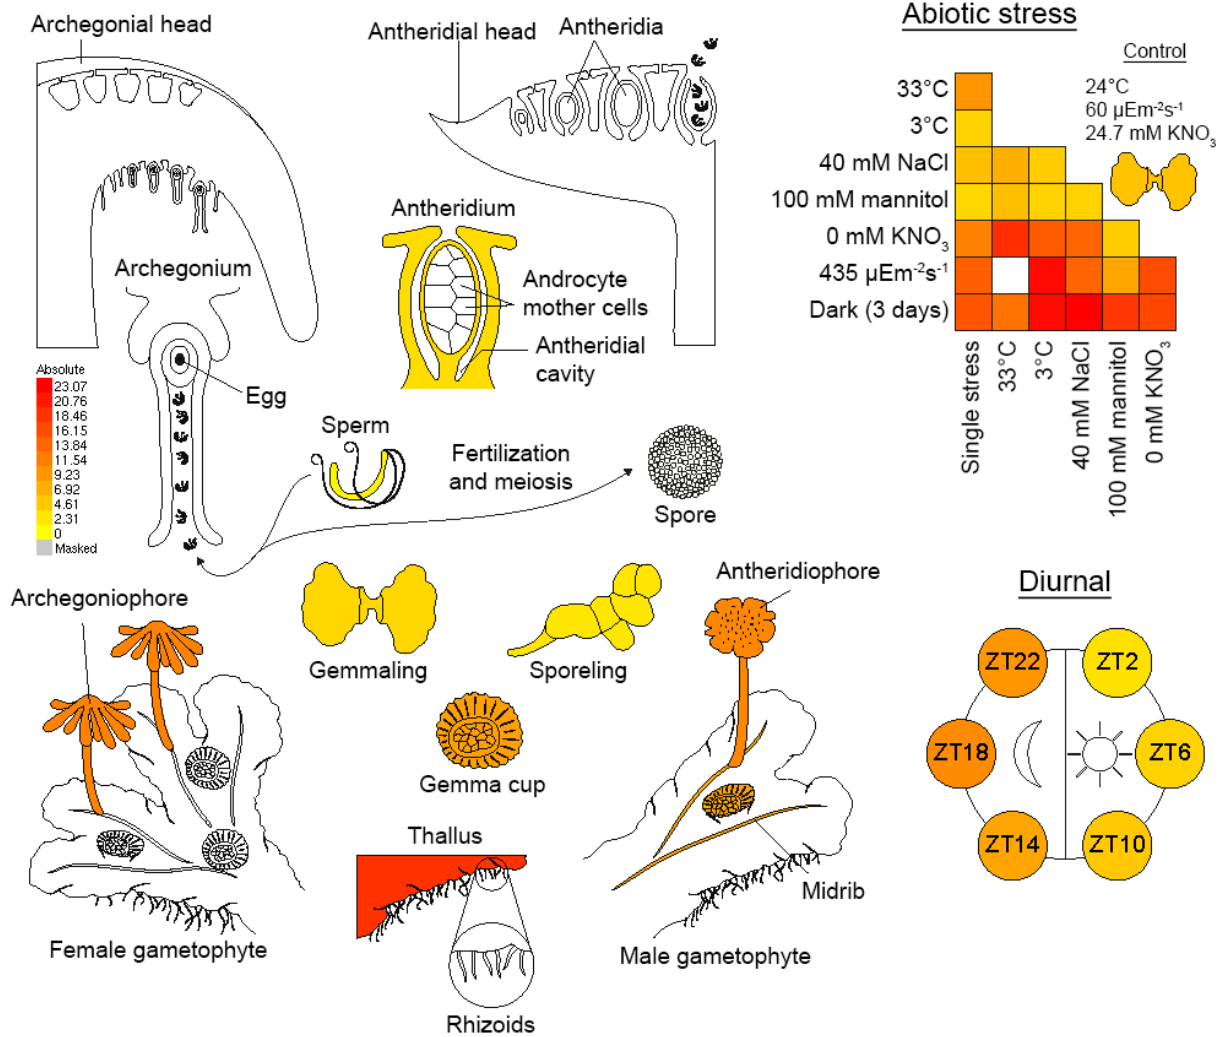 Archegonial head
Antheridial head
Antheridia
Abiotic stress
Control
24°C
60 µEm⁻²s⁻¹
24.7 mM KNO₃
33°C
3°C
40 mM NaCl
100 mM mannitol
0 mM KNO₃
435 µEm⁻²s⁻¹
Dark (3 days)
Single stress
33°C
3°C
40 mM NaCl
100 mM mannitol
0 mM KNO₃
Antheridium
Androcyte
mother cells
Antheridial
cavity
Archegonium
Egg
Absolute
23.07
20.76
18.46
16.15
13.84
11.54
9.23
6.92
4.61
2.31
0
Masked
Sperm
Fertilization
and meiosis
Spore
Archegoniophore
Gemmaling
Sporeling
Antheridiophore
Gemma cup
Thallus
Rhizoids
Midrib
Female gametophyte
Male gametophyte
Diurnal
ZT22
ZT2
ZT18
ZT6
ZT14
ZT10